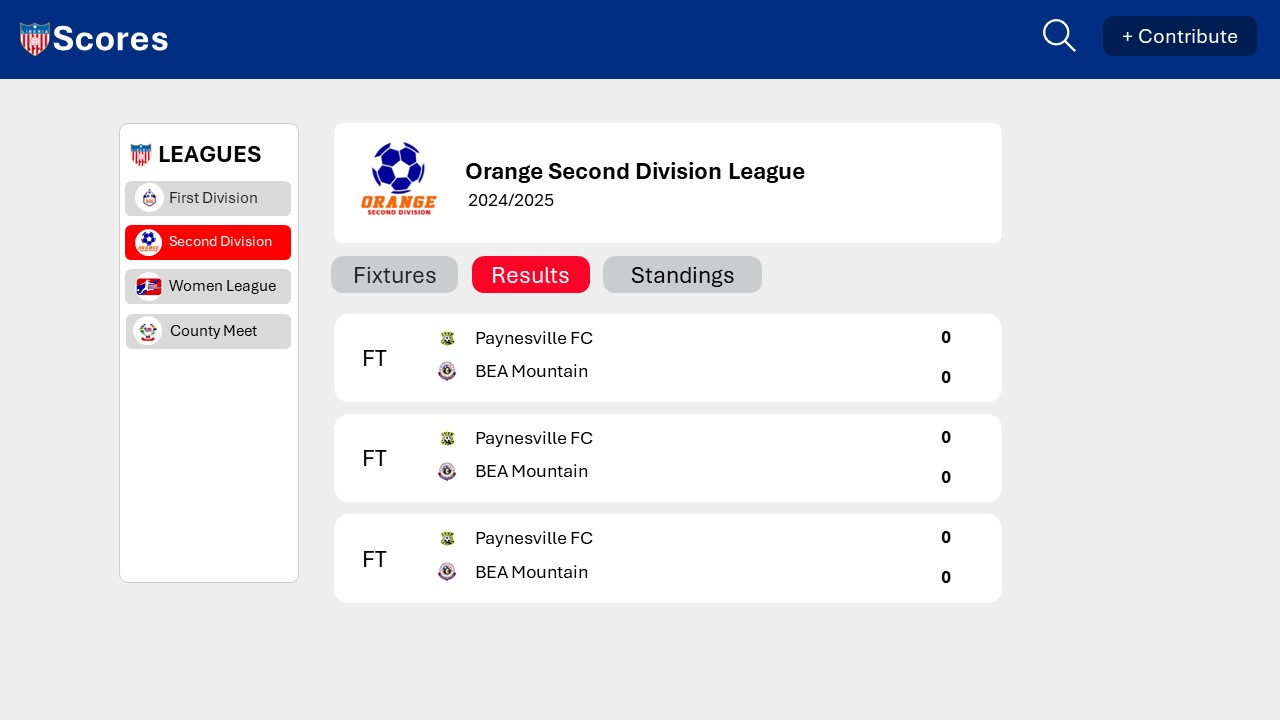 LIBERIA
Scores
+ Contribute
LEAGUES
First Division
Second Division
Women League
County Meet
ORANGE
SECOND DIVISION
Orange Second Division League
2024/2025
Fixtures
Results
Standings
FT
Paynesville FC
0
BEA Mountain
0
FT
Paynesville FC
0
BEA Mountain
0
FT
Paynesville FC
0
BEA Mountain
0